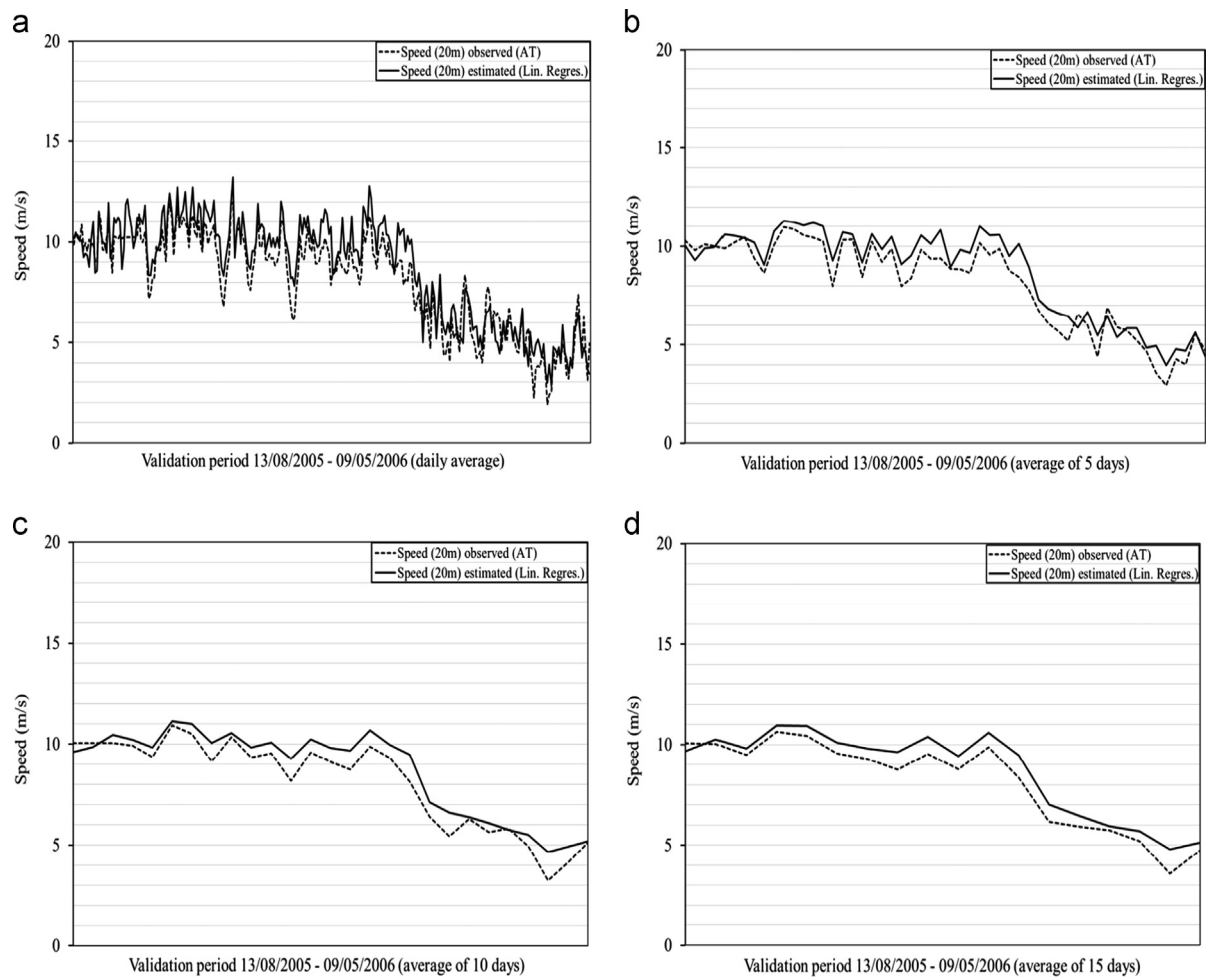 a
20
15
10
5
0
Speed (m/s)
Speed (20m) observed (AT)
Speed (20m) estimated (Lin. Regres.)
Validation period 13/08/2005 - 09/05/2006 (daily average)
b
20
15
10
5
0
Speed (m/s)
Speed (20m) observed (AT)
Speed (20m) estimated (Lin. Regres.)
Validation period 13/08/2005 - 09/05/2006 (average of 5 days)
c
20
15
10
5
0
Speed (m/s)
Speed (20m) observed (AT)
Speed (20m) estimated (Lin. Regres.)
Validation period 13/08/2005 - 09/05/2006 (average of 10 days)
d
20
15
10
5
0
Speed (m/s)
Speed (20m) observed (AT)
Speed (20m) estimated (Lin. Regres.)
Validation period 13/08/2005 - 09/05/2006 (average of 15 days)